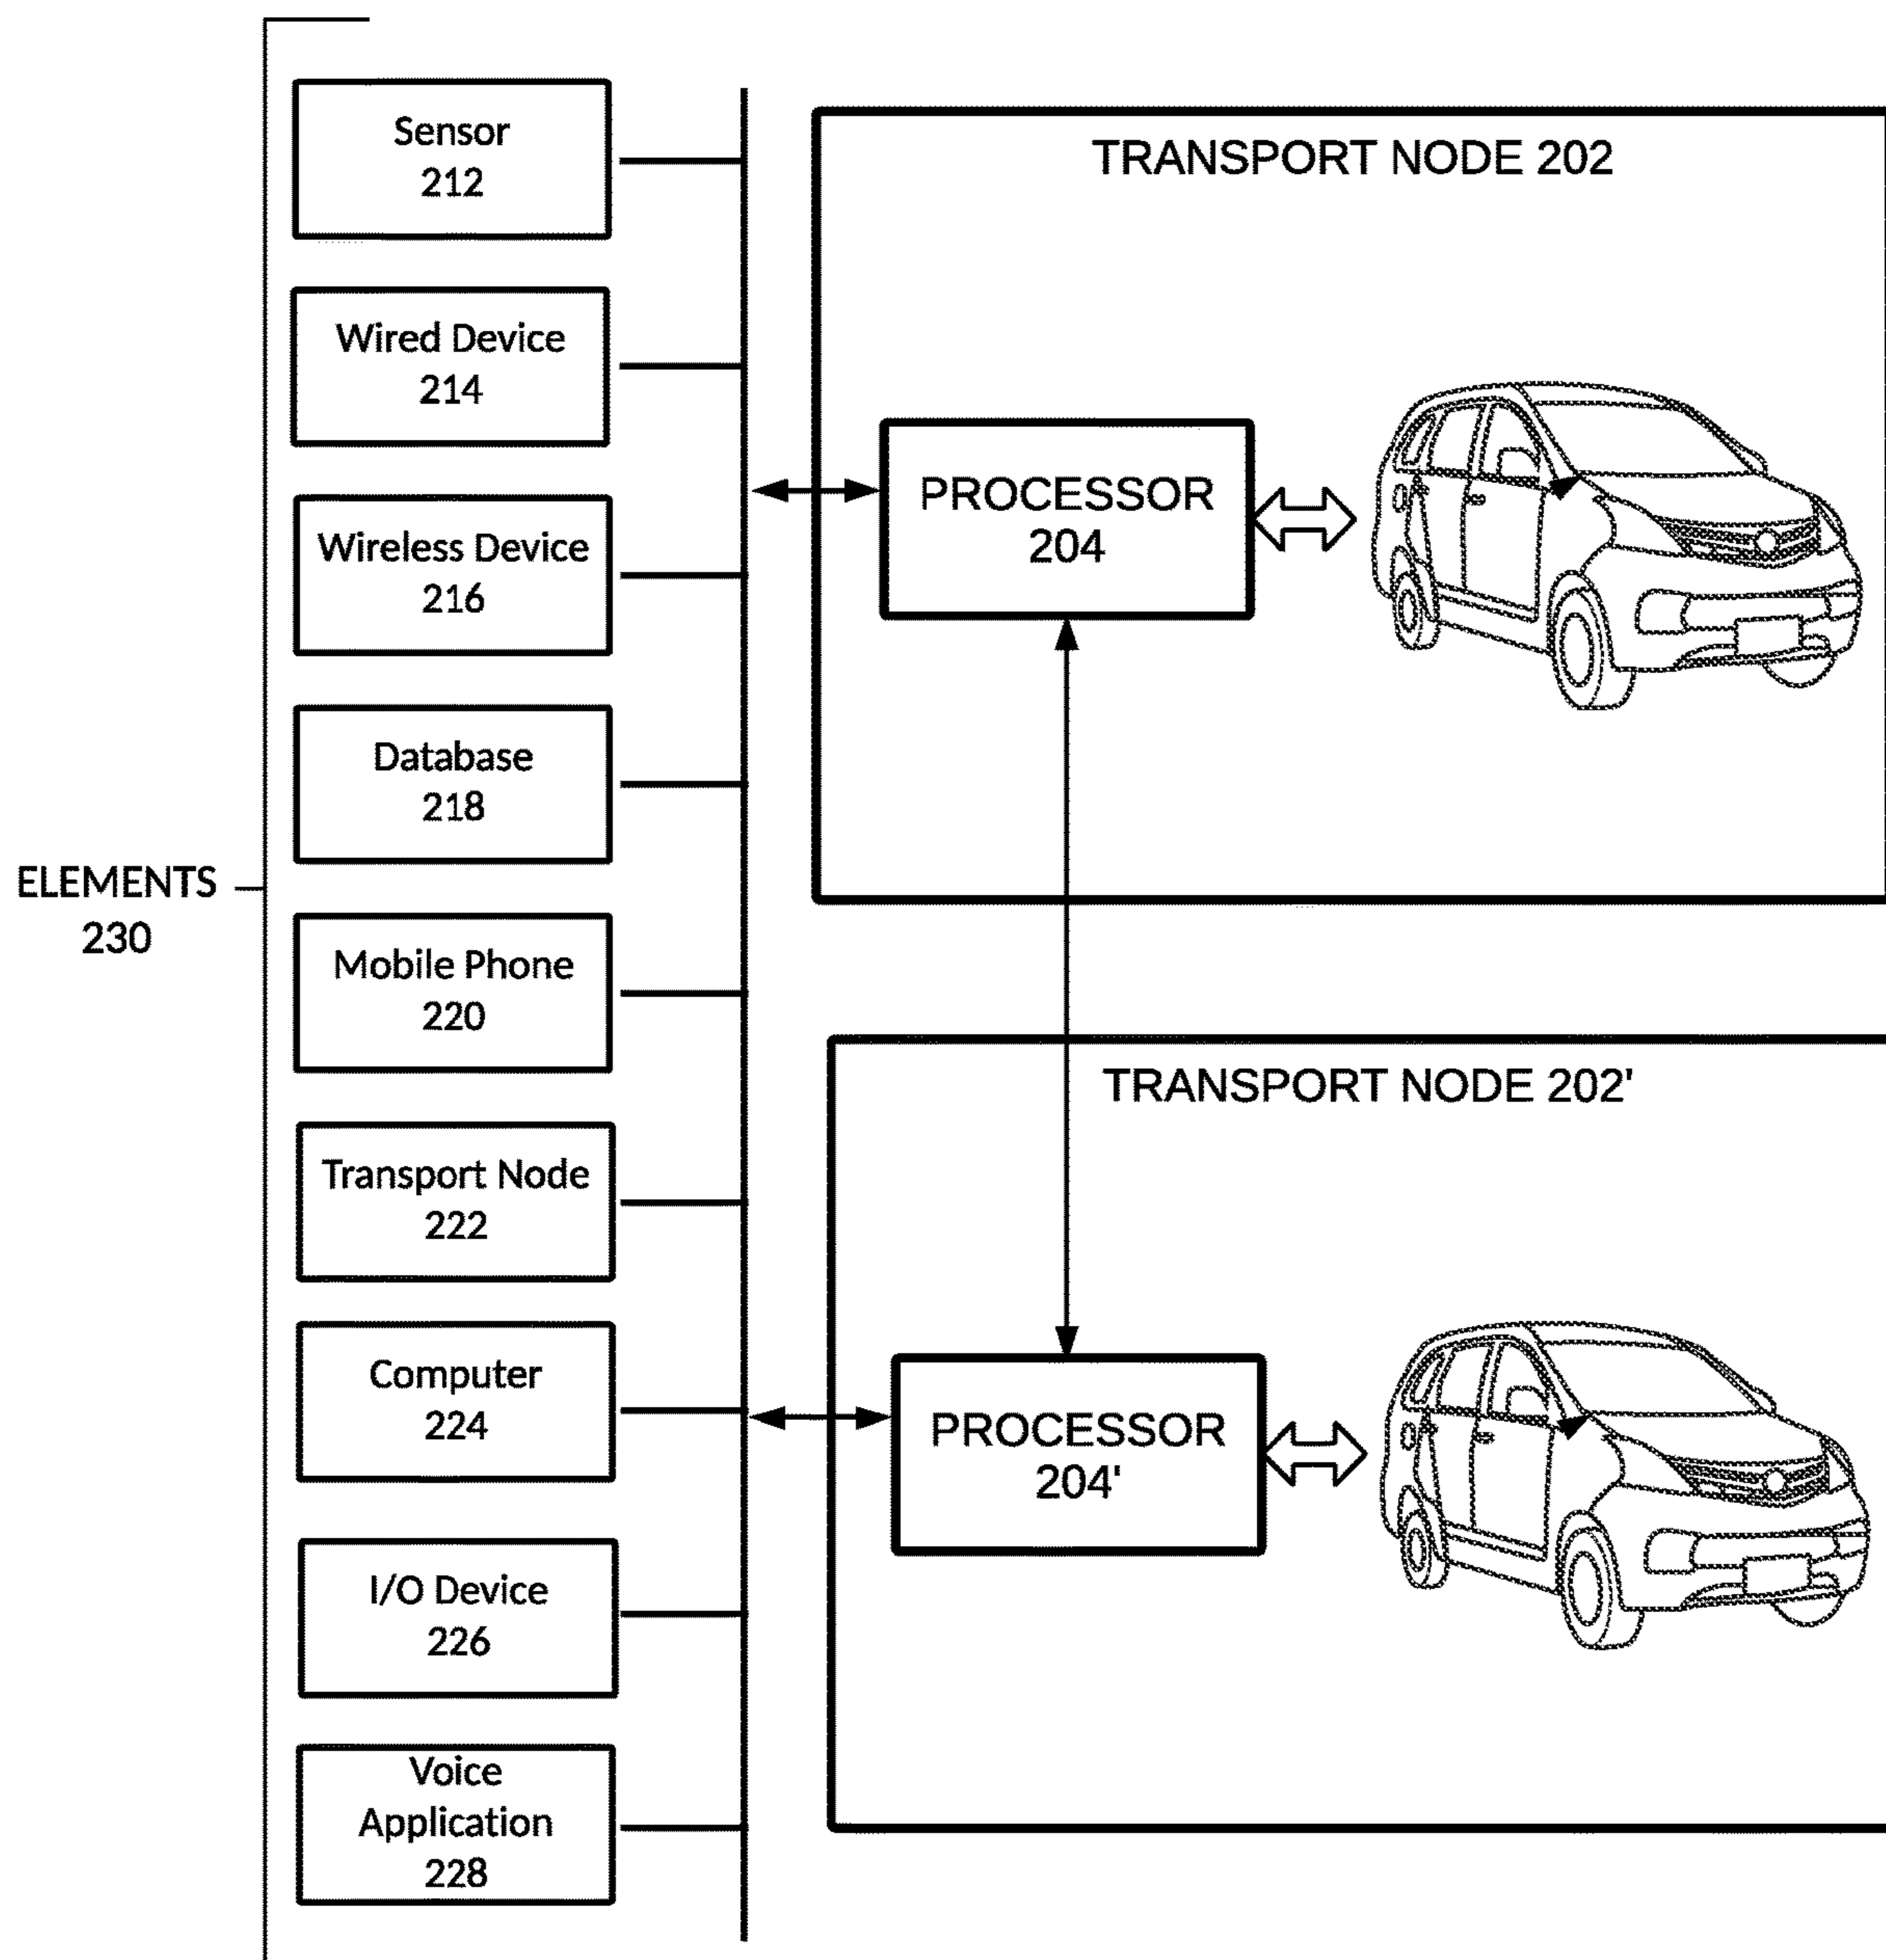 Sensor
212
Wired Device
214
Wireless Device
216
Database
218
ELEMENTS
230
Mobile Phone
220
Transport Node
222
Computer
224
I/O Device
226
Voice
Application
228
TRANSPORT NODE 202
PROCESSOR
204
TRANSPORT NODE 202'
PROCESSOR
204'